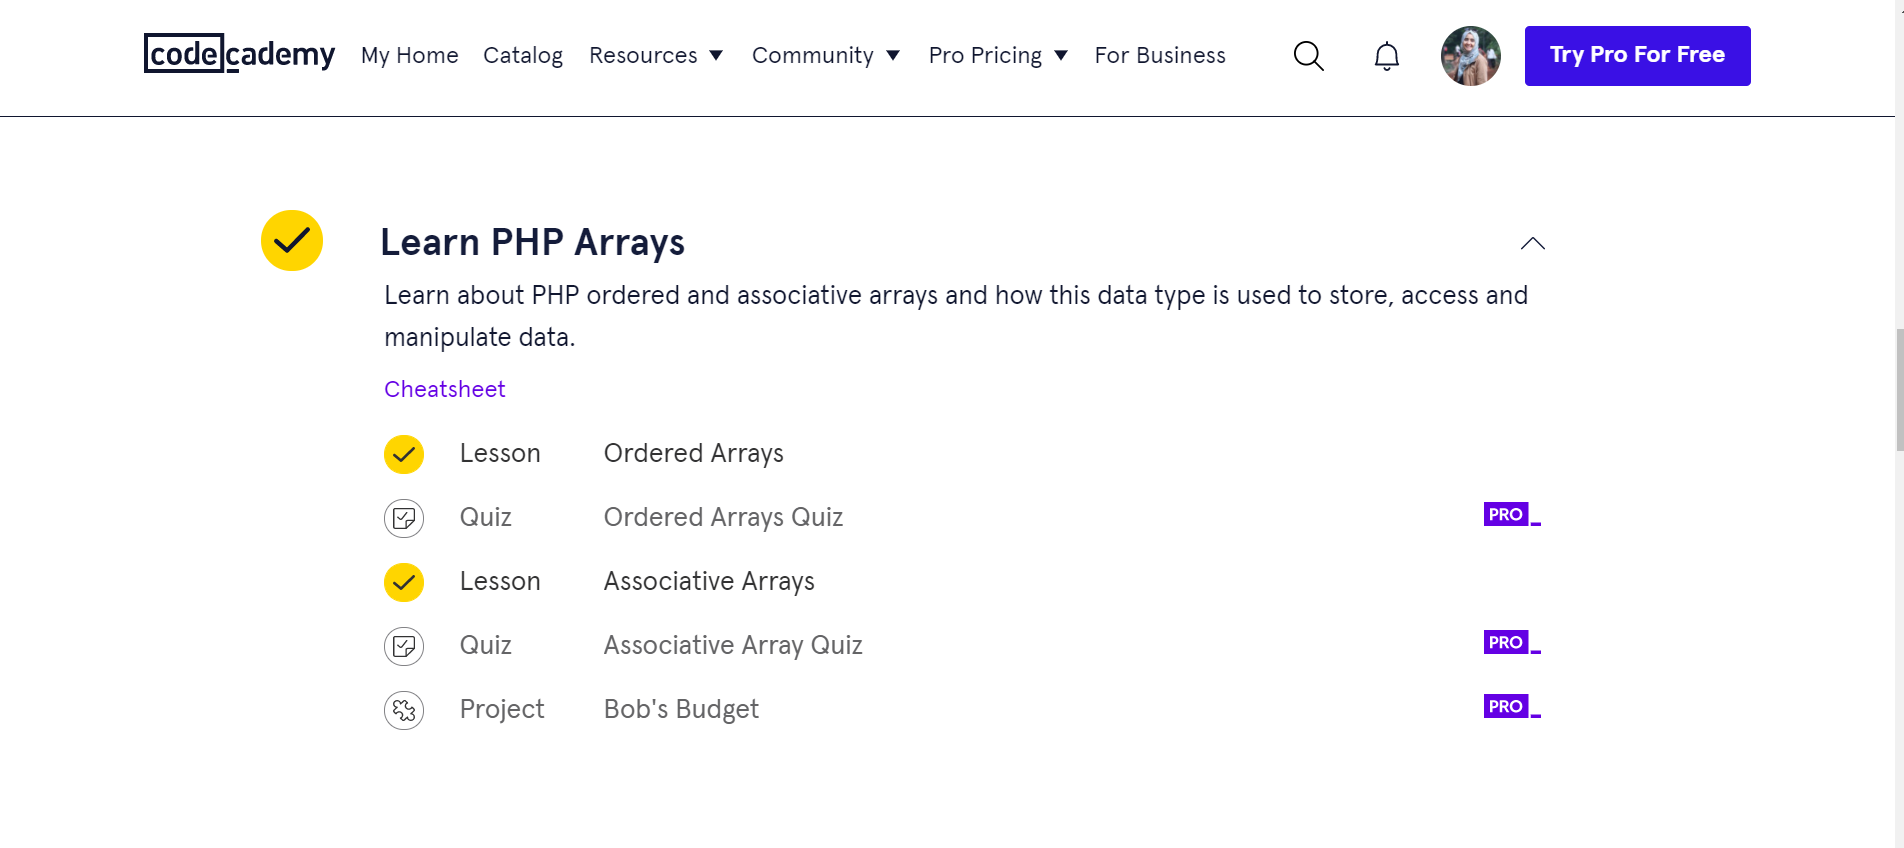 codecademy My Home Catalog Resources Community Pro Pricing For Business Try Pro For Free
Learn PHP Arrays
Learn about PHP ordered and associative arrays and how this data type is used to store, access and
manipulate data.
Cheatsheet
Lesson Ordered Arrays
Quiz Ordered Arrays Quiz PRO
Lesson Associative Arrays
Quiz Associative Array Quiz PRO
Project Bob's Budget PRO